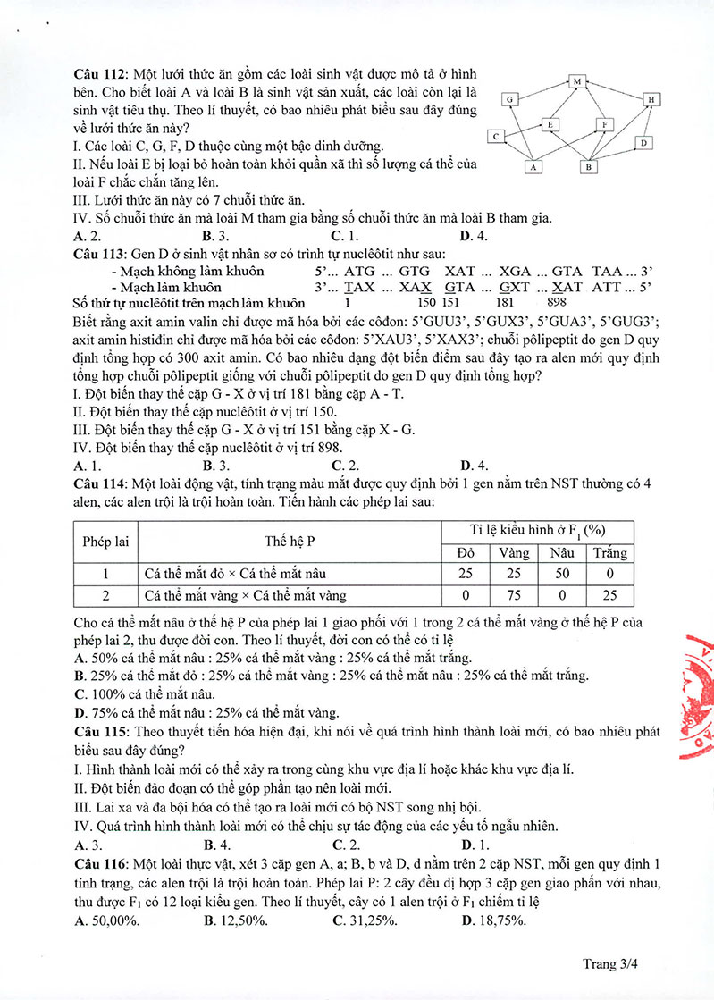 Câu 112: Một lưới thức ăn gồm các loài sinh vật được mô tả ở hình
bên. Cho biết loài A và loài B là sinh vật sản xuất, các loài còn lại là
sinh vật tiêu thụ. Theo lí thuyết, có bao nhiêu phát biểu sau đây đúng
về lưới thức ăn này?
I. Các loài C, G, F, D thuộc cùng một bậc dinh dưỡng.
II. Nếu loài E bị loại bỏ hoàn toàn khỏi quần xã thì số lượng cá thể của
loài F chắc chắn tăng lên.
III. Lưới thức ăn này có 7 chuỗi thức ăn.
IV. Số chuỗi thức ăn mà loài M tham gia bằng số chuỗi thức ăn mà loài B tham gia.
A. 2. B. 3. C. 1. D. 4.
M
G
H
E
F
C
D
A
B
Câu 113: Gen D ở sinh vật nhân sơ có trình tự nuclêôtit như sau:
- Mạch không làm khuôn 5’... ATG ... GTG XAT ... XGA ... GTA TAA ... 3’
- Mạch làm khuôn 3’... TAX ... XAX GTA ... GXT ... XAT ATT ... 5’
Số thứ tự nuclêôtit trên mạch làm khuôn 1 150 151 181 898
Biết rằng axit amin valin chỉ được mã hóa bởi các côđon: 5’GUU3’, 5’GUX3’, 5’GUA3’, 5’GUG3’;
axit amin histiđin chỉ được mã hóa bởi các côđon: 5’XAU3’, 5’XAX3’; chuỗi pôlipeptit do gen D quy
định tổng hợp có 300 axit amin. Có bao nhiêu dạng đột biến điểm sau đây tạo ra alen mới quy định
tổng hợp chuỗi pôlipeptit giống với chuỗi pôlipeptit do gen D quy định tổng hợp?
I. Đột biến thay thế cặp G - X ở vị trí 181 bằng cặp A - T.
II. Đột biến thay thế cặp nuclêôtit ở vị trí 150.
III. Đột biến thay thế cặp G - X ở vị trí 151 bằng cặp X - G.
IV. Đột biến thay thế cặp nuclêôtit ở vị trí 898.
A. 1. B. 3. C. 2. D. 4.
Câu 114: Một loài động vật, tính trạng màu mắt được quy định bởi 1 gen nằm trên NST thường có 4
alen, các alen trội là trội hoàn toàn. Tiến hành các phép lai sau:
Phép lai Thế hệ P Tỉ lệ kiểu hình ở F1 (%)
Đỏ Vàng Nâu Trắng
1 Cá thể mắt đỏ × Cá thể mắt nâu 25 25 50 0
2 Cá thể mắt vàng × Cá thể mắt vàng 0 75 0 25
Cho cá thể mắt nâu ở thế hệ P của phép lai 1 giao phối với 1 trong 2 cá thể mắt vàng ở thế hệ P của
phép lai 2, thu được đời con. Theo lí thuyết, đời con có thể có tỉ lệ
A. 50% cá thể mắt nâu : 25% cá thể mắt vàng : 25% cá thể mắt trắng.
B. 25% cá thể mắt đỏ : 25% cá thể mắt vàng : 25% cá thể mắt nâu : 25% cá thể mắt trắng.
C. 100% cá thể mắt nâu.
D. 75% cá thể mắt nâu : 25% cá thể mắt vàng.
Câu 115: Theo thuyết tiến hóa hiện đại, khi nói về quá trình hình thành loài mới, có bao nhiêu phát
biểu sau đây đúng?
I. Hình thành loài mới có thể xảy ra trong cùng khu vực địa lí hoặc khác khu vực địa lí.
II. Đột biến đảo đoạn có thể góp phần tạo nên loài mới.
III. Lai xa và đa bội hóa có thể tạo ra loài mới có bộ NST song nhị bội.
IV. Quá trình hình thành loài mới có thể chịu sự tác động của các yếu tố ngẫu nhiên.
A. 3. B. 4. C. 2. D. 1.
Câu 116: Một loài thực vật, xét 3 cặp gen A, a; B, b và D, d nằm trên 2 cặp NST, mỗi gen quy định 1
tính trạng, các alen trội là trội hoàn toàn. Phép lai P: 2 cây đều dị hợp 3 cặp gen giao phấn với nhau,
thu được F1 có 12 loại kiểu gen. Theo lí thuyết, cây có 1 alen trội ở F1 chiếm tỉ lệ
A. 50,00%. B. 12,50%. C. 31,25%. D. 18,75%.
Trang 3/4